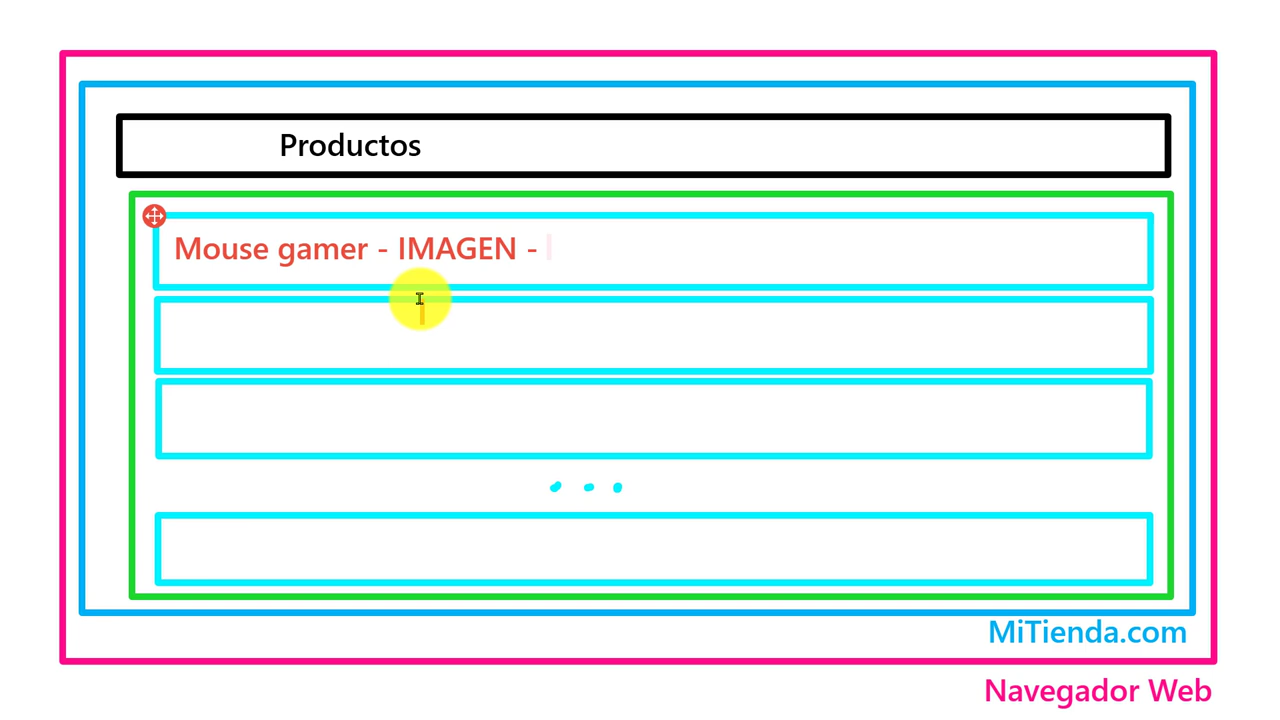 Productos
Mouse gamer - IMAGEN -
...
MiTienda.com
Navegador Web